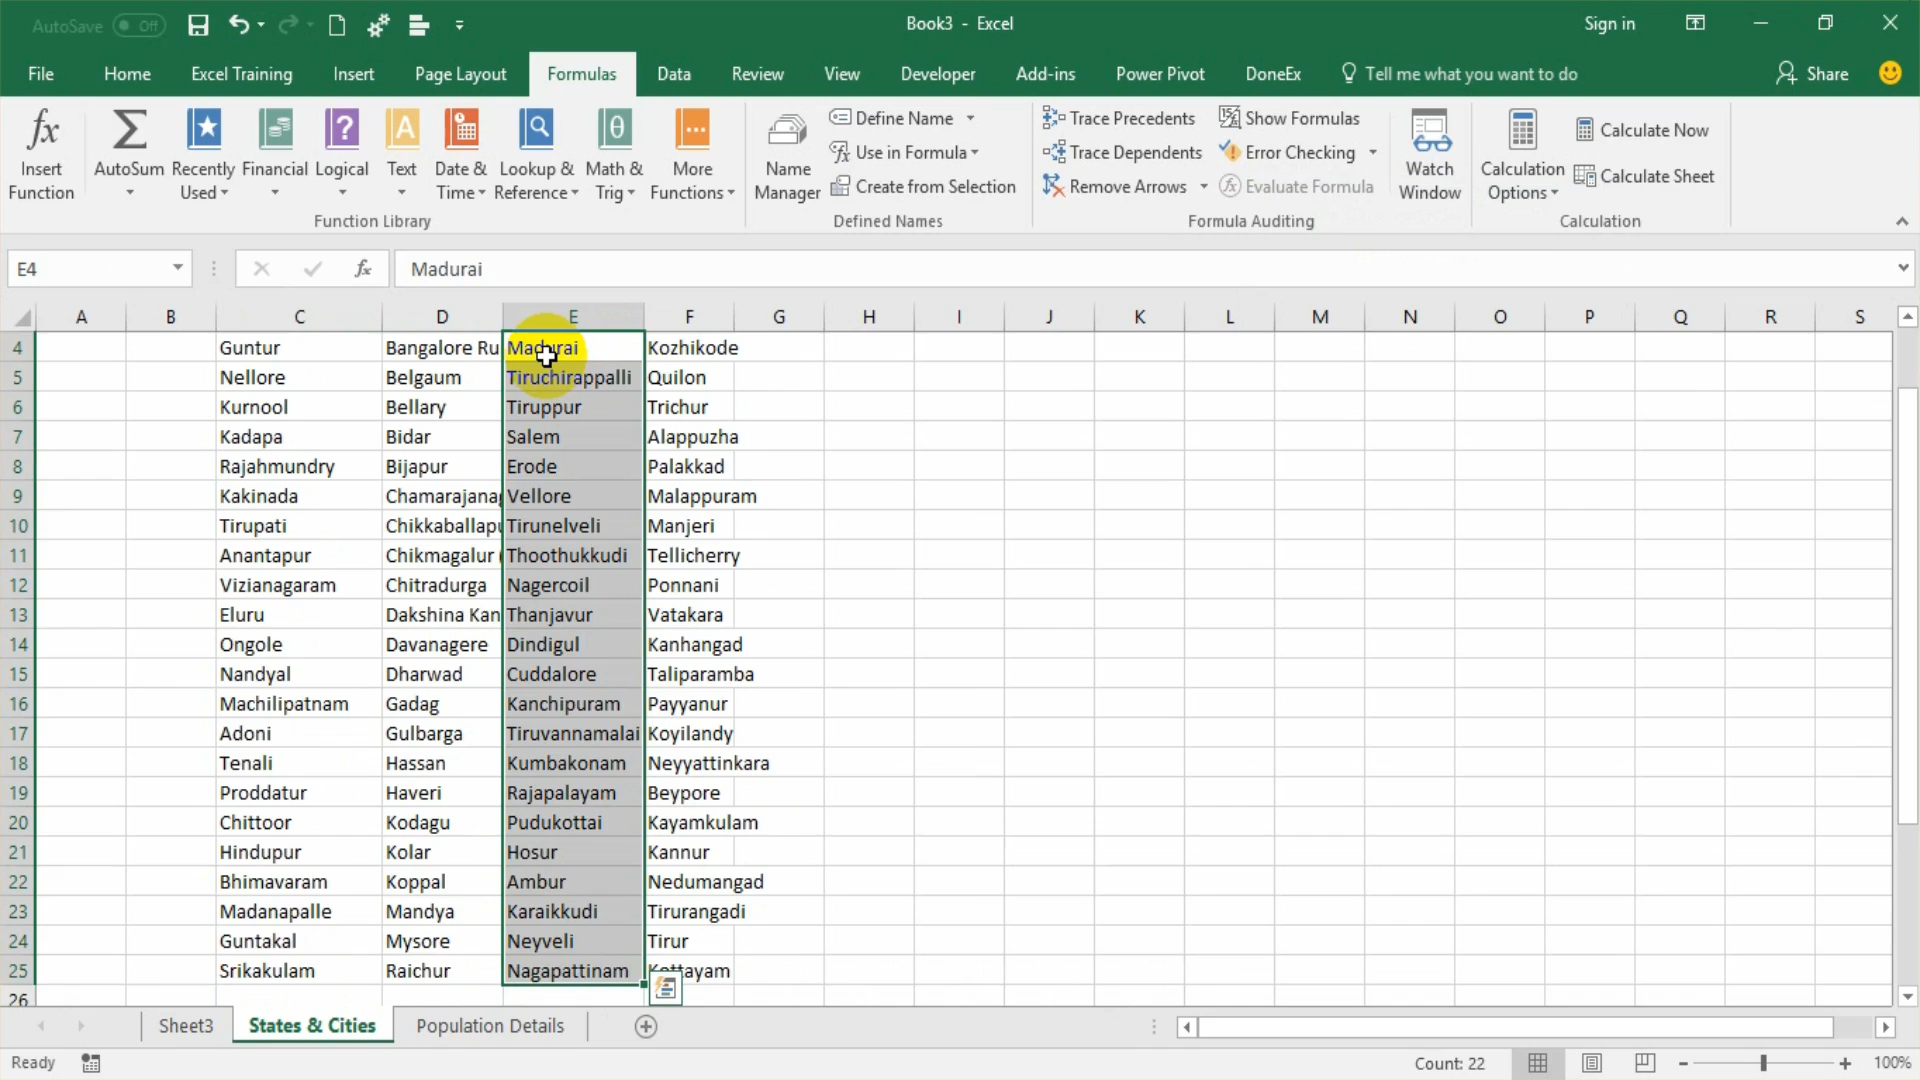 AutoSave Off
Book3 - Excel
Sign in
File Home Excel Training Insert Page Layout Formulas Data Review View Developer Add-ins Power Pivot DoneEx Tell me what you want to do Share
Insert Function
AutoSum
Recently Used
Financial
Logical
Text
Date & Time
Lookup & Reference
Math & Trig
More Functions
Function Library
Name Manager
Define Name
Use in Formula
Create from Selection
Defined Names
Trace Precedents
Trace Dependents
Remove Arrows
Show Formulas
Error Checking
Evaluate Formula
Formula Auditing
Watch Window
Calculation Options
Calculate Now
Calculate Sheet
Calculation
E4 fx Madurai
A B C D E F G H I J K L M N O P Q R S
4 Guntur Bangalore Ru Madurai Kozhikode
5 Nellore Belgaum Tiruchirappalli Quilon
6 Kurnool Bellary Tiruppur Trichur
7 Kadapa Bidar Salem Alappuzha
8 Rajahmundry Bijapur Erode Palakkad
9 Kakinada Chamarajana Vellore Malappuram
10 Tirupati Chikkaballapu Tirunelveli Manjeri
11 Anantapur Chikmagalur ( Thoothukkudi Tellicherry
12 Vizianagaram Chitradurga Nagercoil Ponnani
13 Eluru Dakshina Kan Thanjavur Vatakara
14 Ongole Davanagere Dindigul Kanhangad
15 Nandyal Dharwad Cuddalore Taliparamba
16 Machilipatnam Gadag Kanchipuram Payyanur
17 Adoni Gulbarga Tiruvannamalai Koyilandy
18 Tenali Hassan Kumbakonam Neyyattinkara
19 Proddatur Haveri Rajapalayam Beypore
20 Chittoor Kodagu Pudukottai Kayamkulam
21 Hindupur Kolar Hosur Kannur
22 Bhimavaram Koppal Ambur Nedumangad
23 Madanapalle Mandya Karaikkudi Tirurangadi
24 Guntakal Mysore Neyveli Tirur
25 Srikakulam Raichur Nagapattinam Kottayam
26
Sheet3 States & Cities Population Details
Ready Count: 22 100%